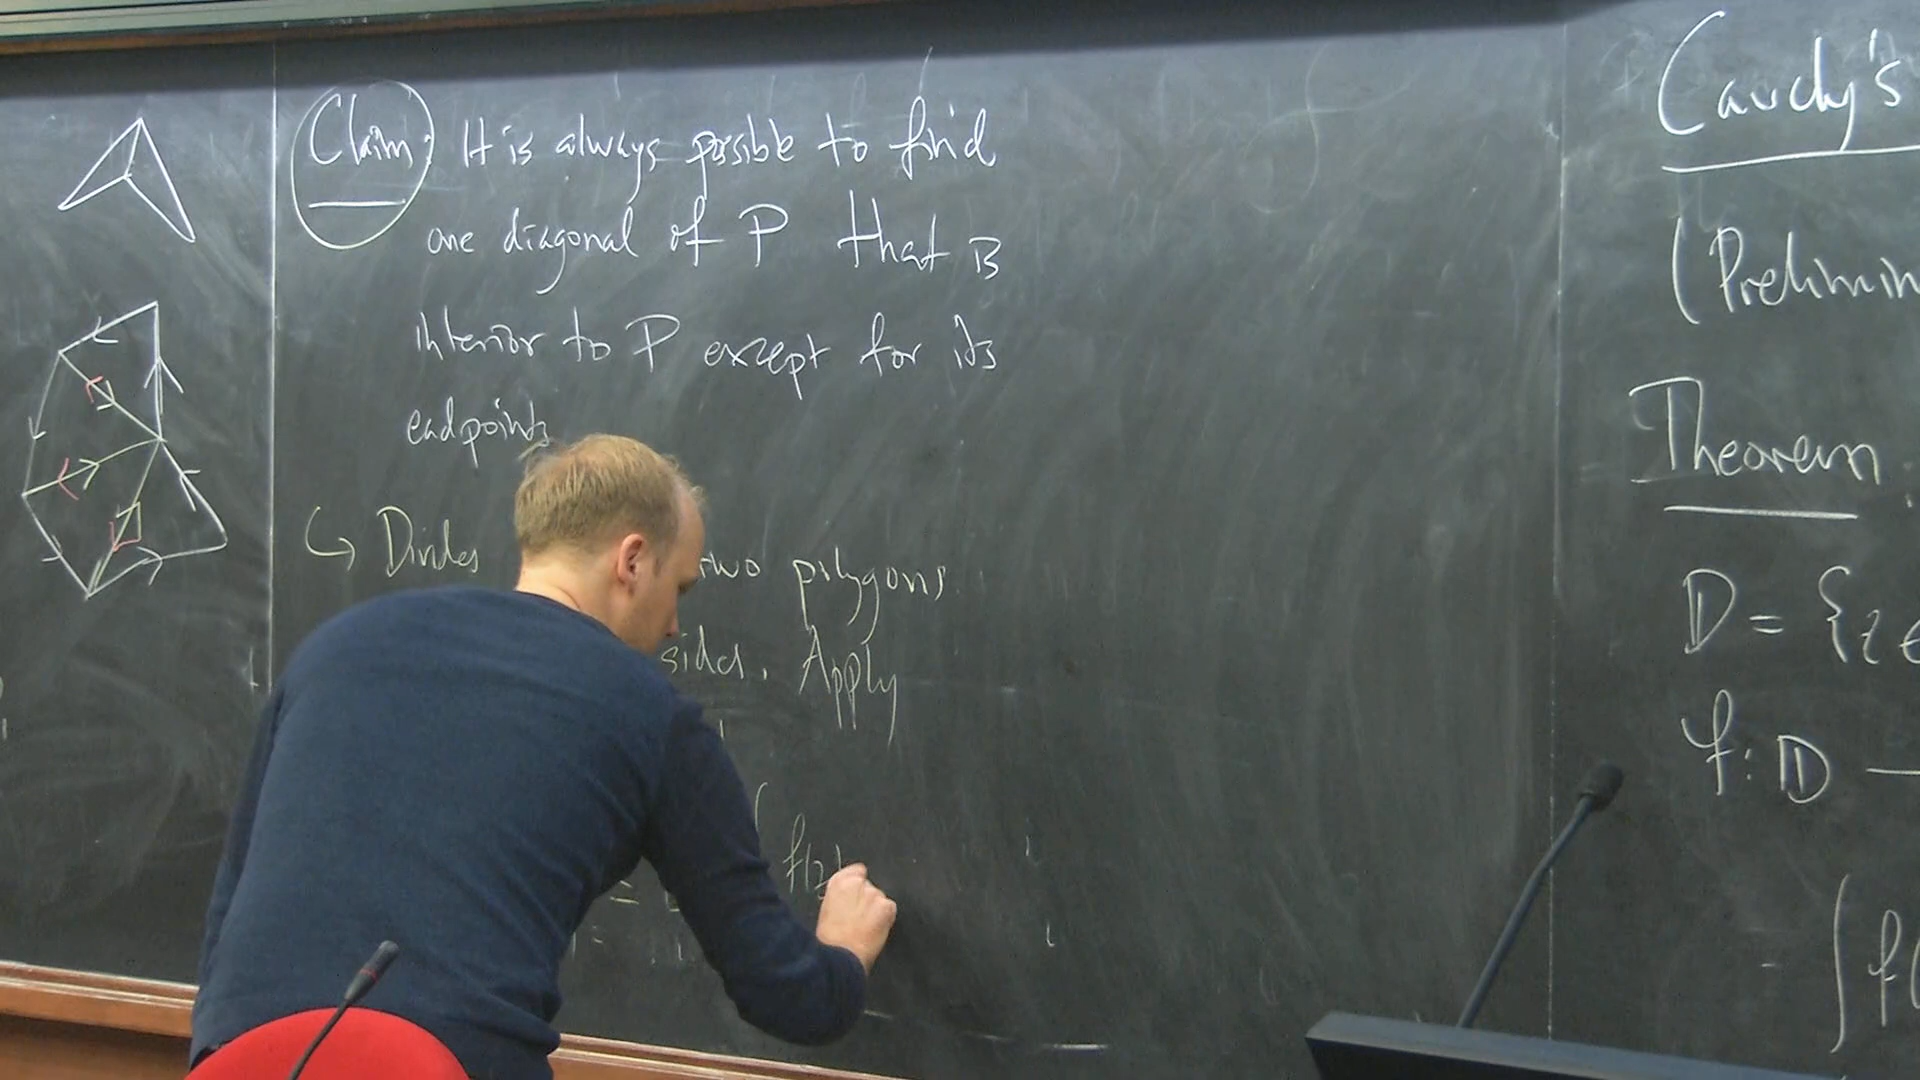 Claim: It is always possible to find
one diagonal of P that is
interior to P except for its
endpoints
↪ Divides two polygons.
sides. Apply
∫ f(z)
=
Cauchy's
(Prelimin
Theorem:
D = {z ∈
f: D —
= ∫ f(